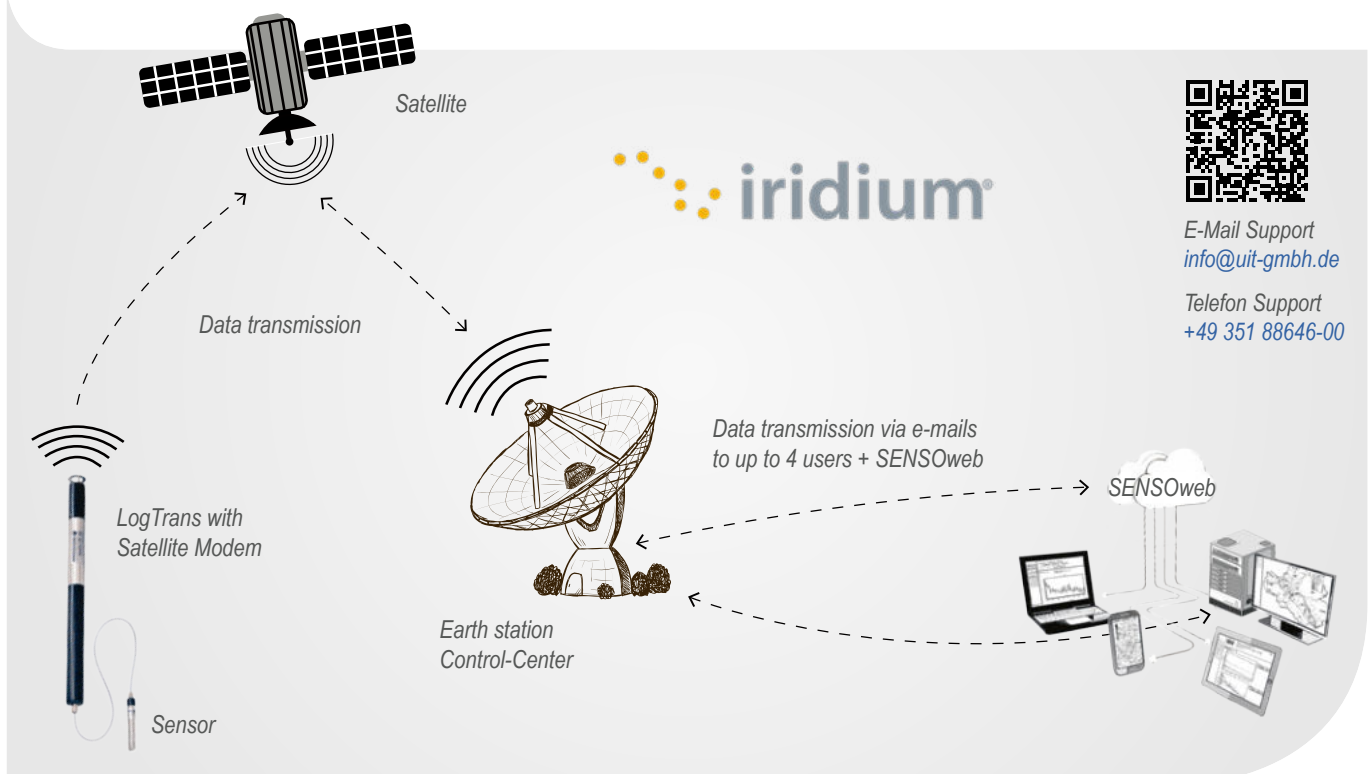 Satellite
iridium®
E-Mail Support
info@uit-gmbh.de
Telefon Support
+49 351 88646-00
Data transmission
Data transmission via e-mails
to up to 4 users + SENSOweb
SENSOweb
LogTrans with
Satellite Modem
Earth station
Control-Center
Sensor